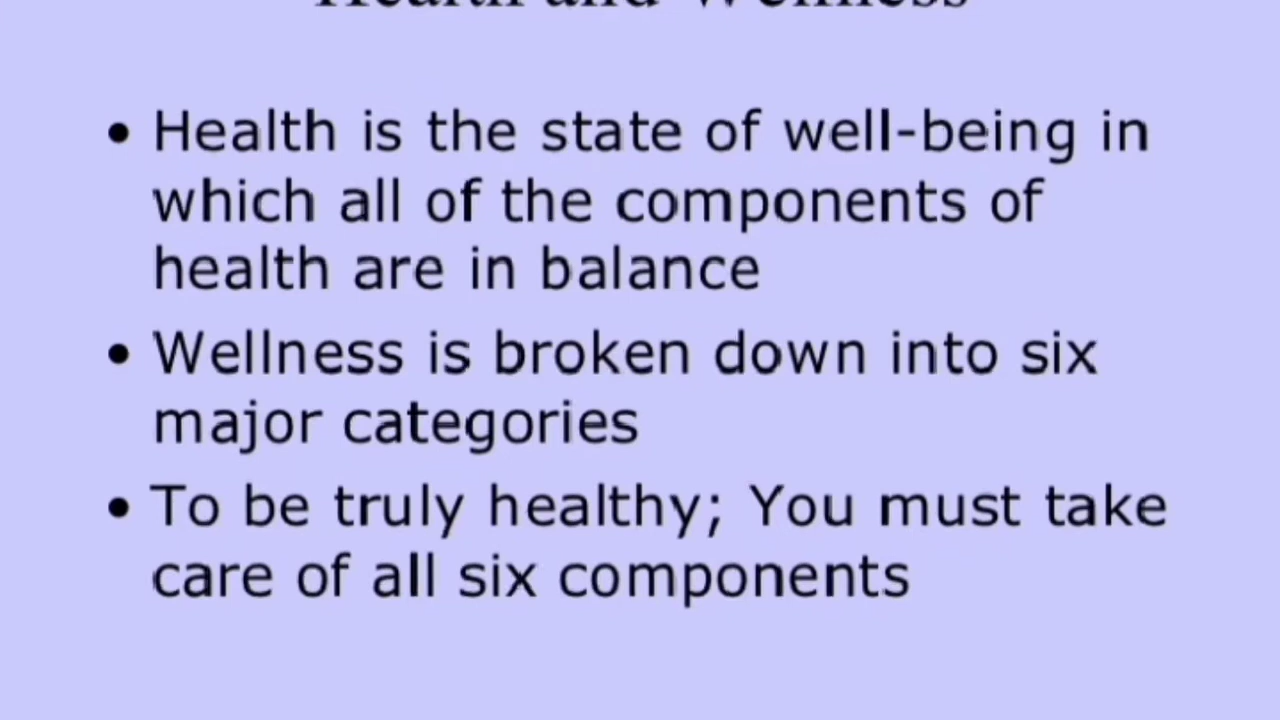 Health and Wellness
• Health is the state of well-being in
which all of the components of
health are in balance
• Wellness is broken down into six
major categories
• To be truly healthy; You must take
care of all six components